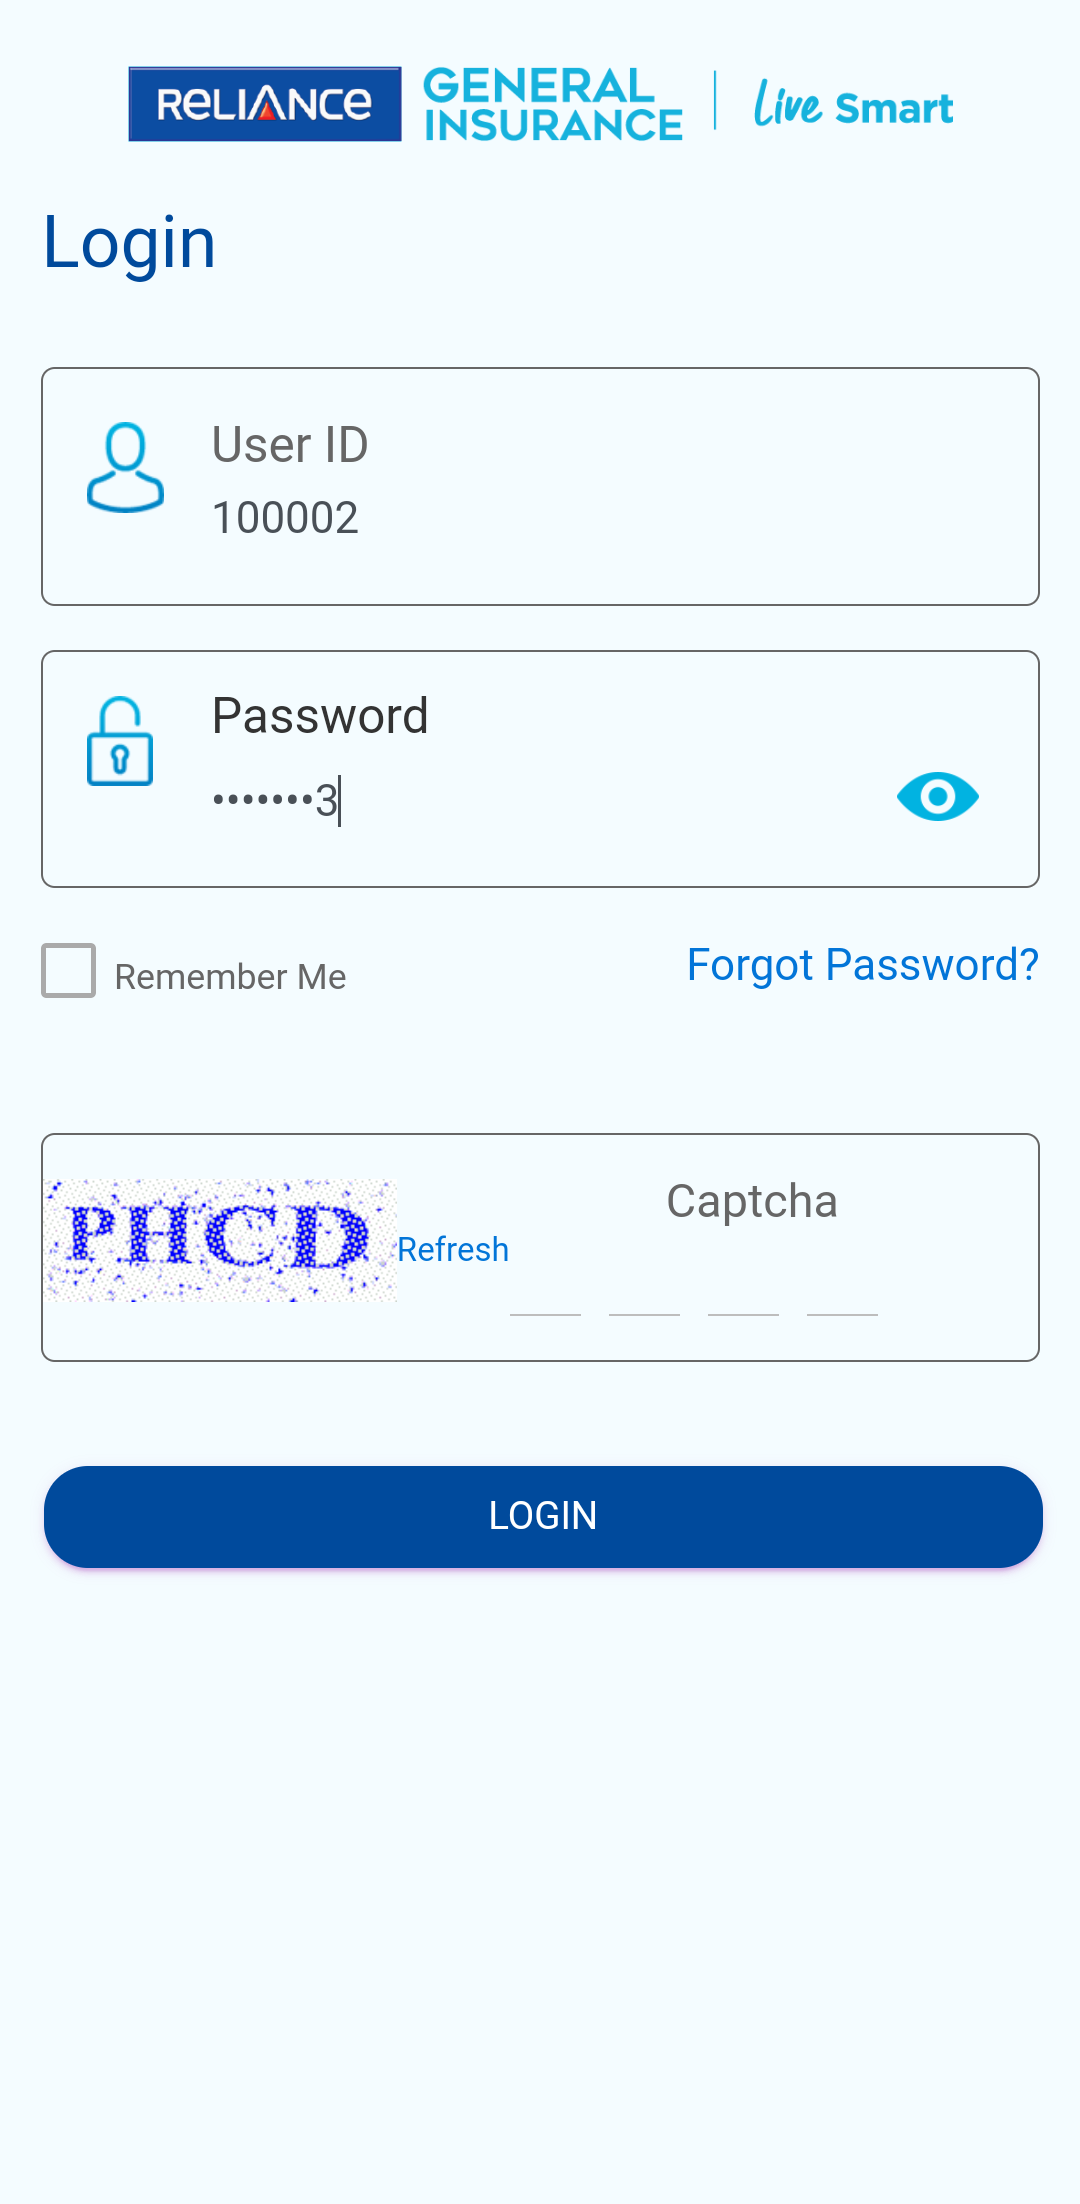 RELIANCE GENERAL INSURANCE Live Smart
Login
User ID
100002
Password
•••••••3
Remember Me
Forgot Password?
Captcha
PHCD
Refresh
LOGIN